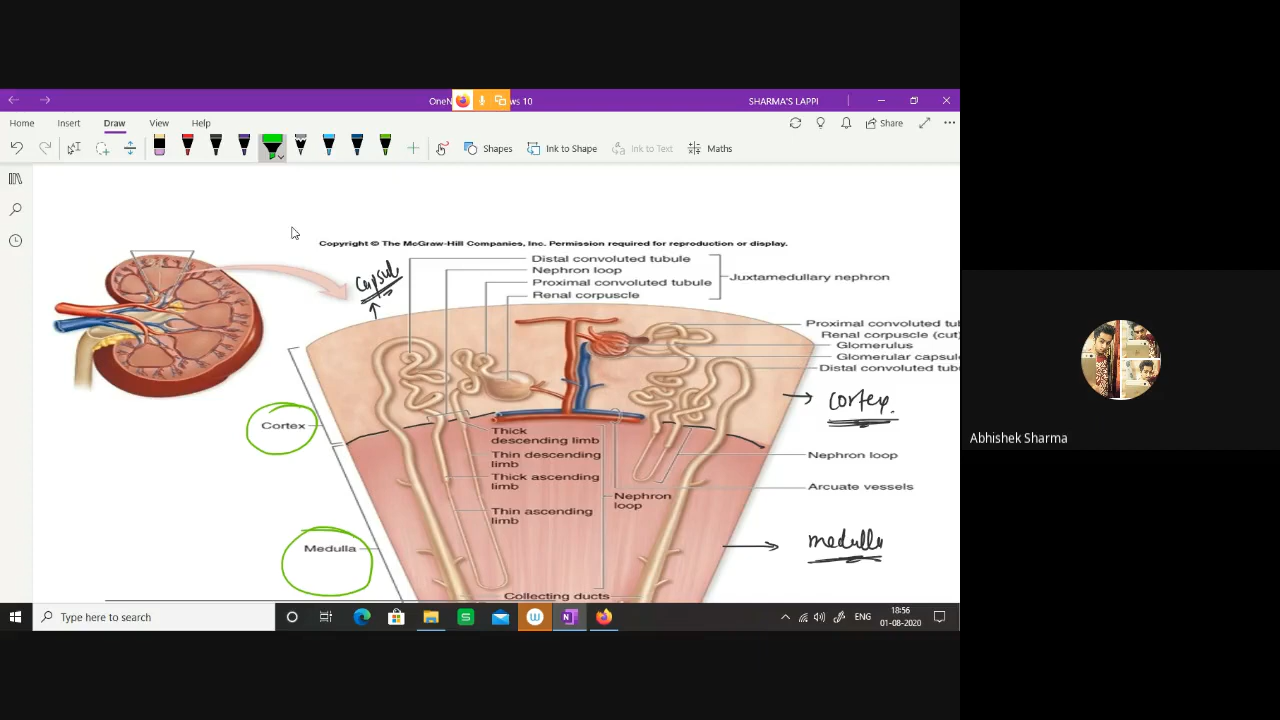 OneN
ws 10
SHARMA'S LAPPI
Home Insert Draw View Help
Share
Shapes
Ink to Shape
Ink to Text
Maths
Copyright © The McGraw-Hill Companies, Inc. Permission required for reproduction or display.
Capsule
Distal convoluted tubule
Nephron loop
Proximal convoluted tubule
Renal corpuscle
Juxtamedullary nephron
Proximal convoluted tu
Renal corpuscle (cut)
Glomerulus
Glomerular capsule
Distal convoluted tub
Cortex
cortex.
Thick
descending limb
Thin descending
limb
Thick ascending
limb
Thin ascending
limb
Nephron
loop
Nephron loop
Arcuate vessels
Medulla
medulla
Collecting ducts
Abhishek Sharma
Type here to search
ENG
18:56
01-08-2020